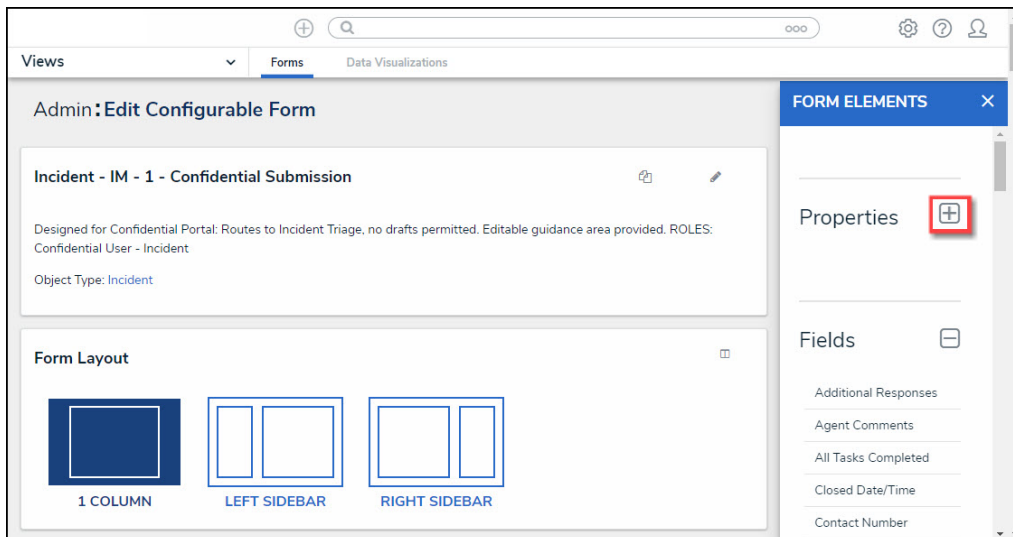 Views
Forms
Data Visualizations
Admin:Edit Configurable Form
Incident - IM - 1 - Confidential Submission
Designed for Confidential Portal: Routes to Incident Triage, no drafts permitted. Editable guidance area provided. ROLES:
Confidential User - Incident
Object Type: Incident
Form Layout
1 COLUMN
LEFT SIDEBAR
RIGHT SIDEBAR
FORM ELEMENTS
Properties
Fields
Additional Responses
Agent Comments
All Tasks Completed
Closed Date/Time
Contact Number